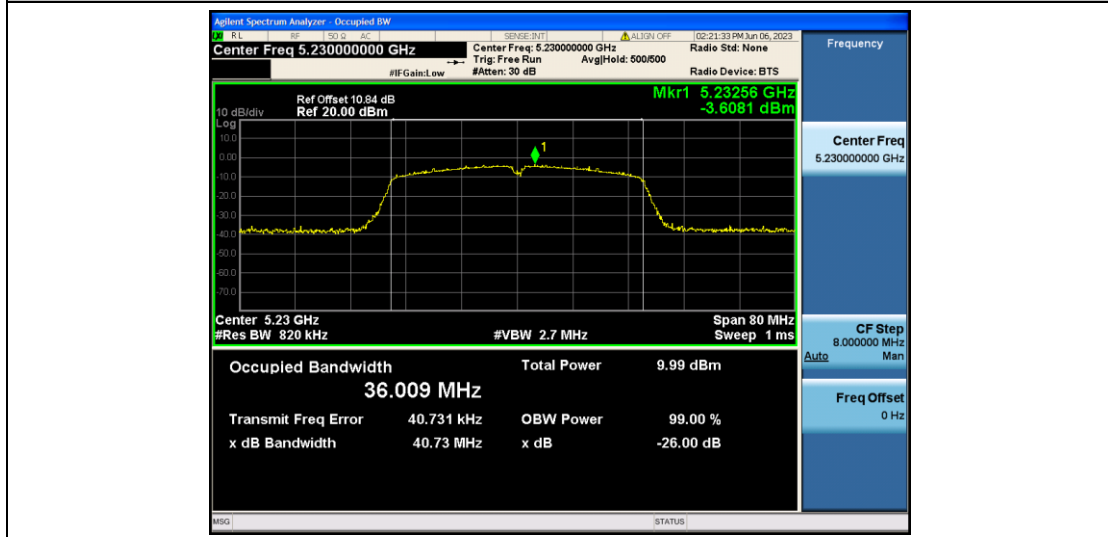 Agilent Spectrum Analyzer - Occupied BW
RL RF 50 Ω AC SENSE:INT ALIGN OFF 02:21:33 PM Jun 06, 2023
Center Freq 5.230000000 GHz
Center Freq: 5.230000000 GHz Radio Std: None
Trig: Free Run Avg|Hold: 500/500
#IFGain:Low #Atten: 30 dB Radio Device: BTS
Mkr1 5.23256 GHz
-3.6081 dBm
Ref Offset 10.84 dB
10 dB/div Ref 20.00 dBm
Log
10.0
0.00
-10.0
-20.0
-30.0
-40.0
-50.0
-60.0
-70.0
1
Center 5.23 GHz Span 80 MHz
#Res BW 820 kHz #VBW 2.7 MHz Sweep 1 ms
Occupied Bandwidth Total Power 9.99 dBm
36.009 MHz
Transmit Freq Error 40.731 kHz OBW Power 99.00 %
x dB Bandwidth 40.73 MHz x dB -26.00 dB
MSG STATUS
Frequency
Center Freq
5.230000000 GHz
CF Step
8.000000 MHz
Auto Man
Freq Offset
0 Hz